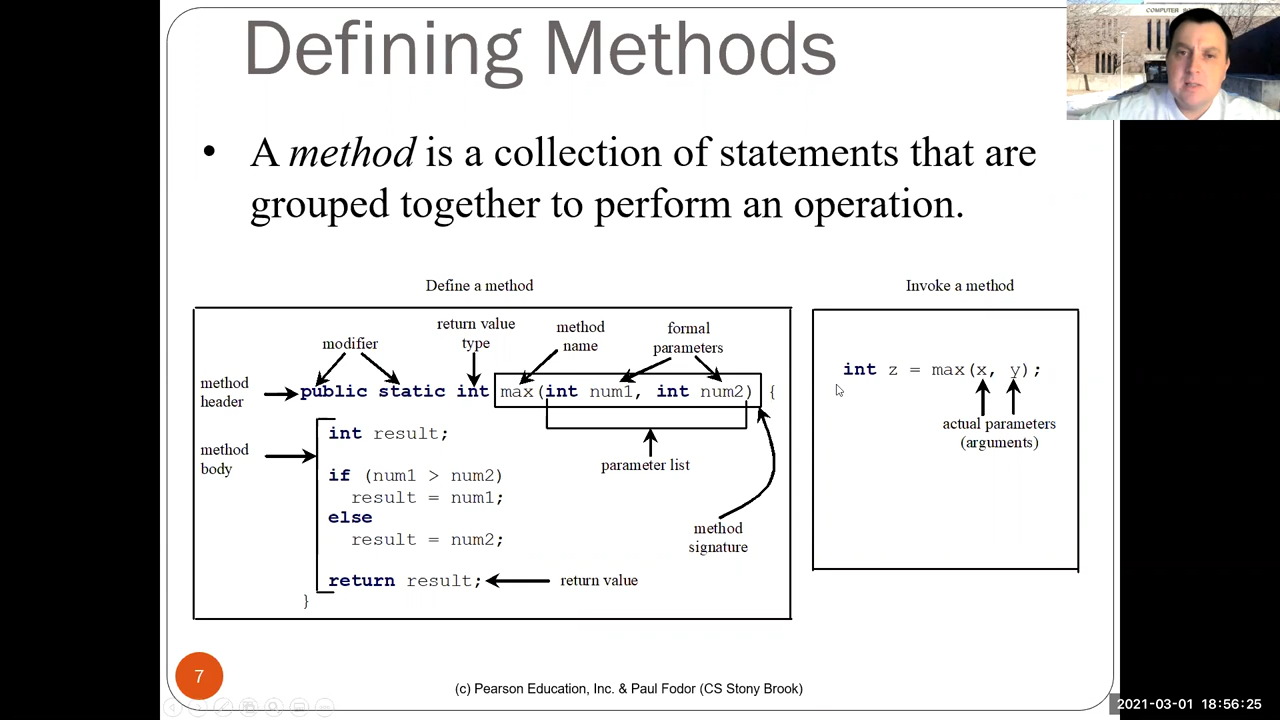 COMPUTER
Defining Methods
• A method is a collection of statements that are
grouped together to perform an operation.
Define a method
Invoke a method
modifier
return value
type
method
name
formal
parameters
method
header
public static int max(int num1, int num2) {
method
body
int result;
if (num1 > num2)
result = num1;
else
result = num2;
return result;
}
parameter list
method
signature
return value
int z = max(x, y);
actual parameters
(arguments)
7
(c) Pearson Education, Inc. & Paul Fodor (CS Stony Brook)
2021-03-01 18:56:25